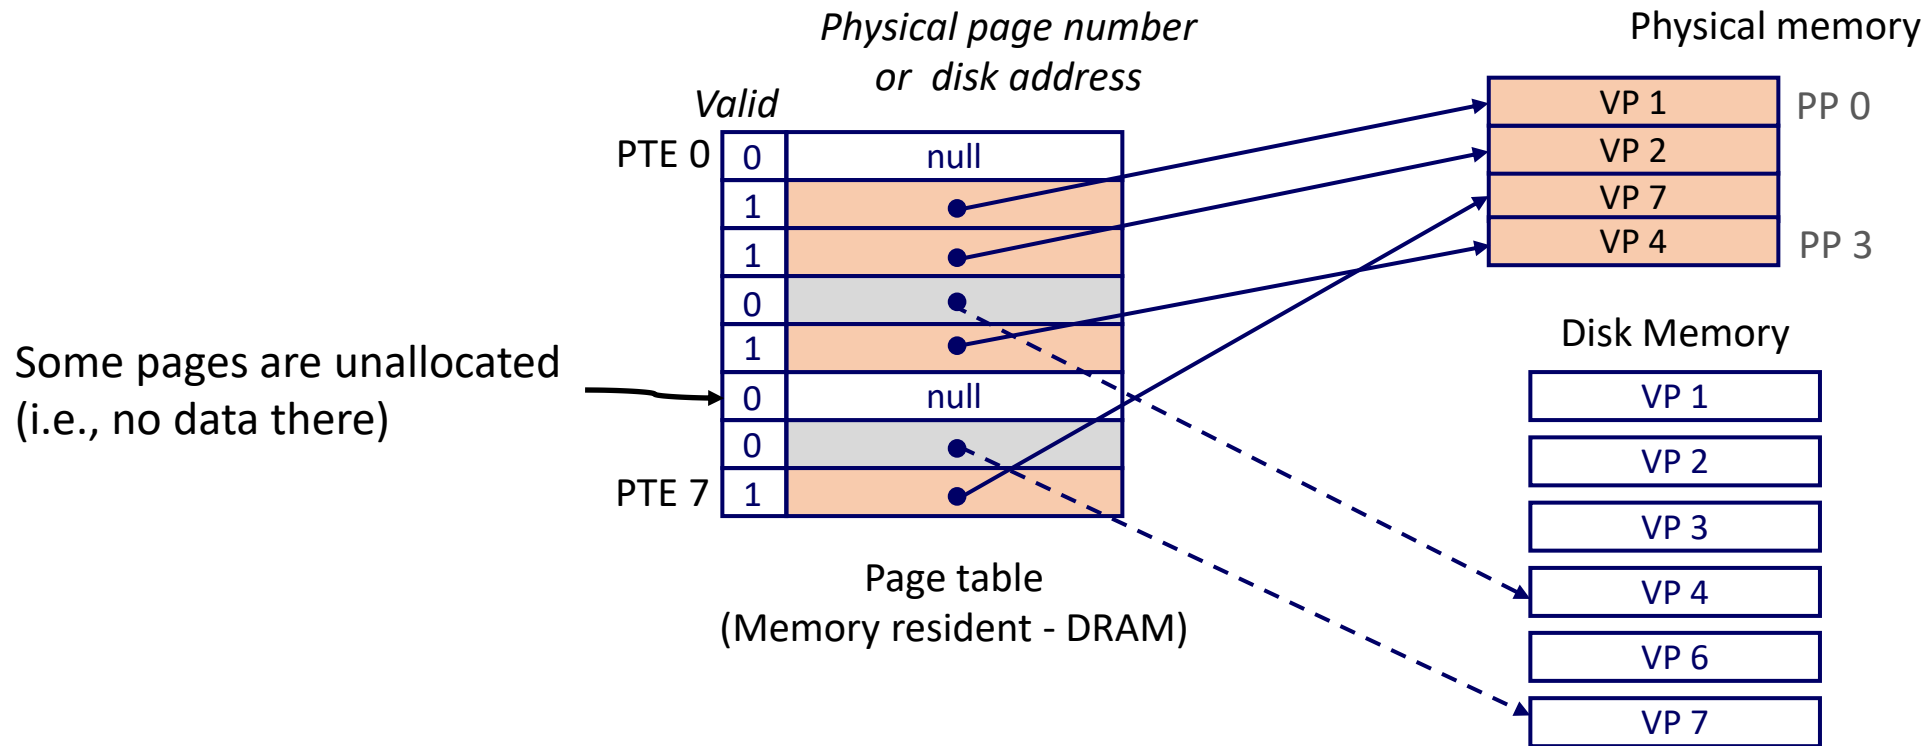 Physical page number
or disk address
Physical memory
Valid
VP 1
PP 0
PTE 0
0
null
VP 2
1
VP 7
1
VP 4
PP 3
0
Disk Memory
1
Some pages are unallocated
(i.e., no data there)
0
null
VP 1
0
VP 2
PTE 7
1
VP 3
Page table
(Memory resident - DRAM)
VP 4
VP 6
VP 7